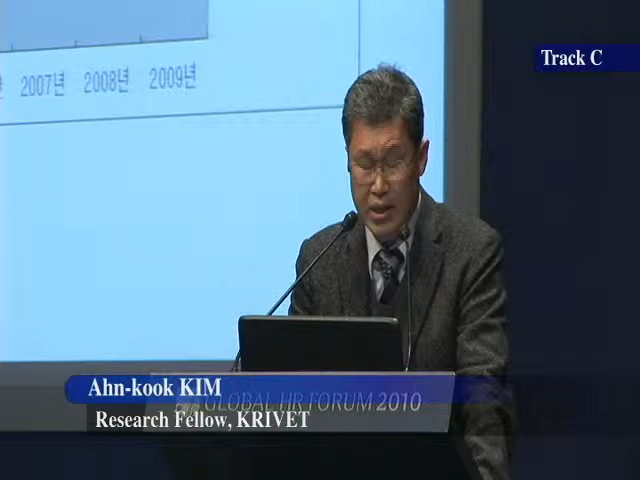 Track C
2007년 2008년 2009년
Ahn-kook KIM
GLOBAL HR FORUM 2010
Research Fellow, KRIVET